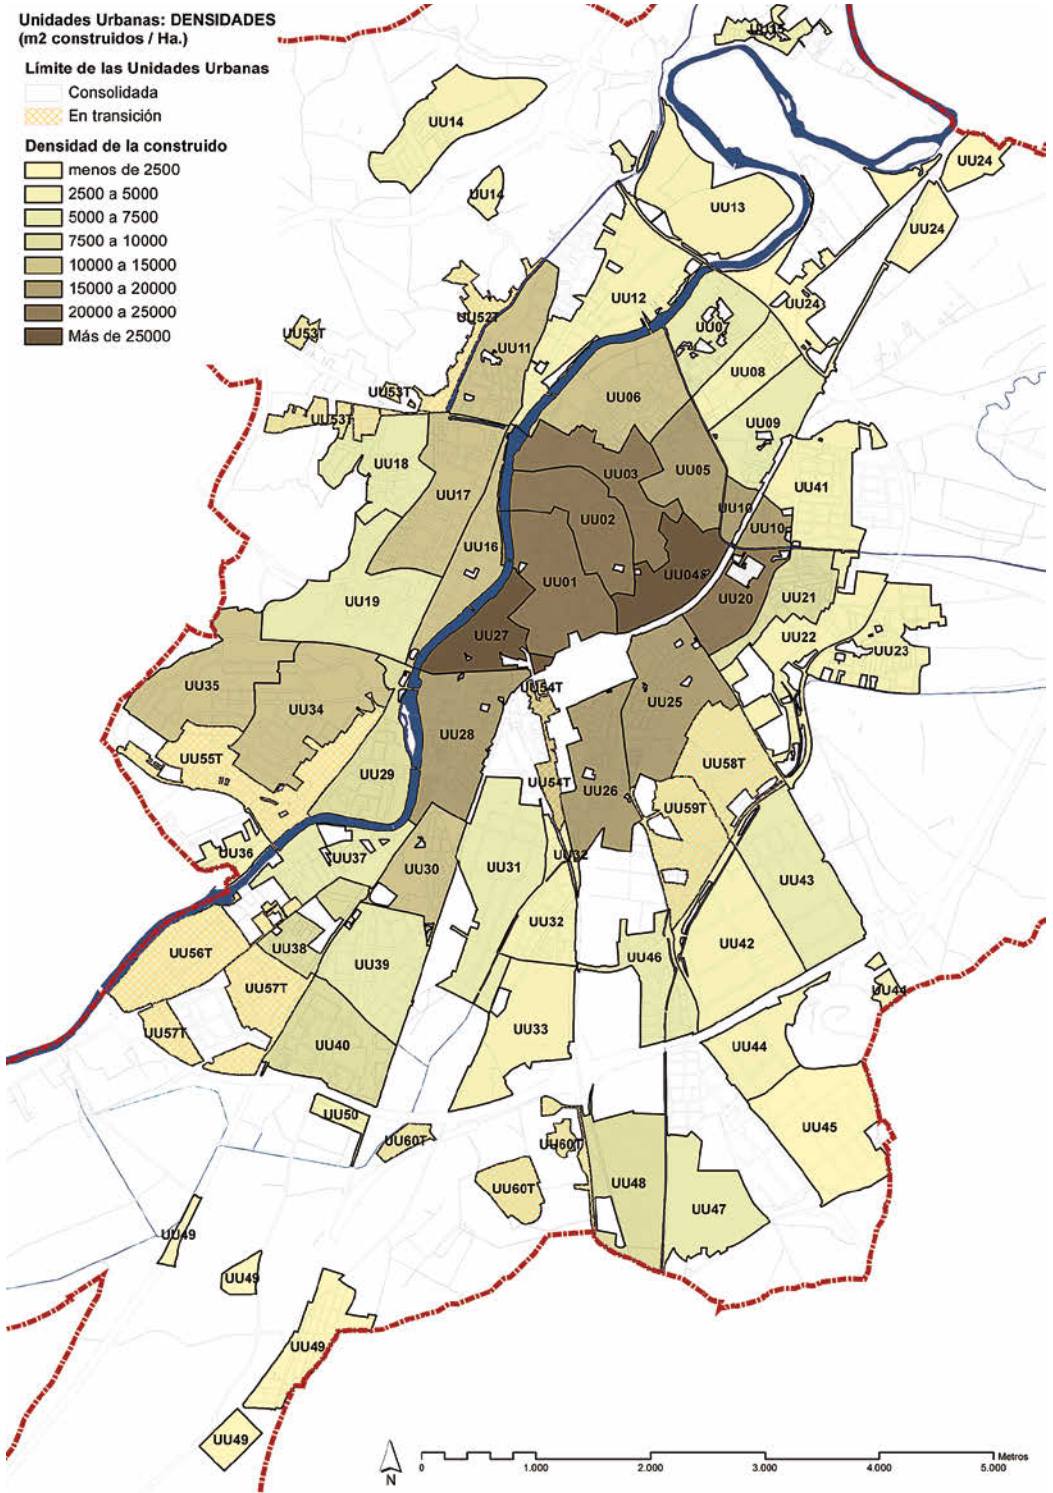 Unidades Urbanas: DENSIDADES
(m2 construidos / Ha.)
Límite de las Unidades Urbanas
Consolidada
En transición
Densidad de la construido
menos de 2500
2500 a 5000
5000 a 7500
7500 a 10000
10000 a 15000
15000 a 20000
20000 a 25000
Más de 25000
UU15
UU14
UU24
UU14
UU13
UU24
UU12
UU24
UU52T
UU53T
UU07
UU11
UU08
UU53T
UU06
UU53T
UU09
UU18
UU03
UU05
UU17
UU41
UU10
UU02
UU10
UU16
UU04
UU01
UU20
UU21
UU19
UU27
UU22
UU23
UU35
UU54T
UU34
UU25
UU28
UU55T
UU58T
UU29
UU54T
UU26
UU59T
UU36
UU37
UU32
UU31
UU30
UU43
UU32
UU38
UU42
UU56T
UU46
UU39
UU57T
UU44
UU57T
UU33
UU40
UU44
UU50
UU45
UU60T
UU60T
UU48
UU60T
UU47
UU49
UU49
UU49
UU49
N
0 1.000 2.000 3.000 4.000 5.000 Metros